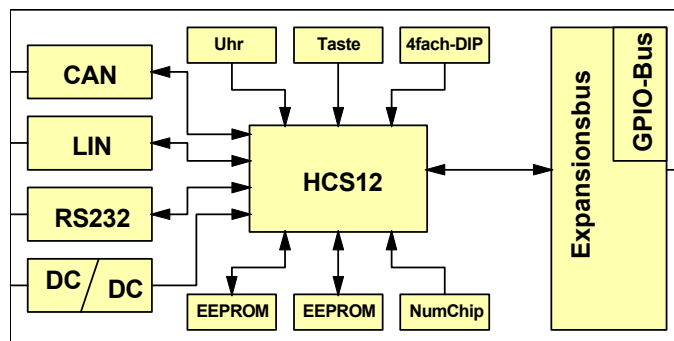 Uhr
Taste
4fach-DIP
CAN
LIN
RS232
DC/DC
HCS12
Expansionsbus
GPIO-Bus
EEPROM
EEPROM
NumChip